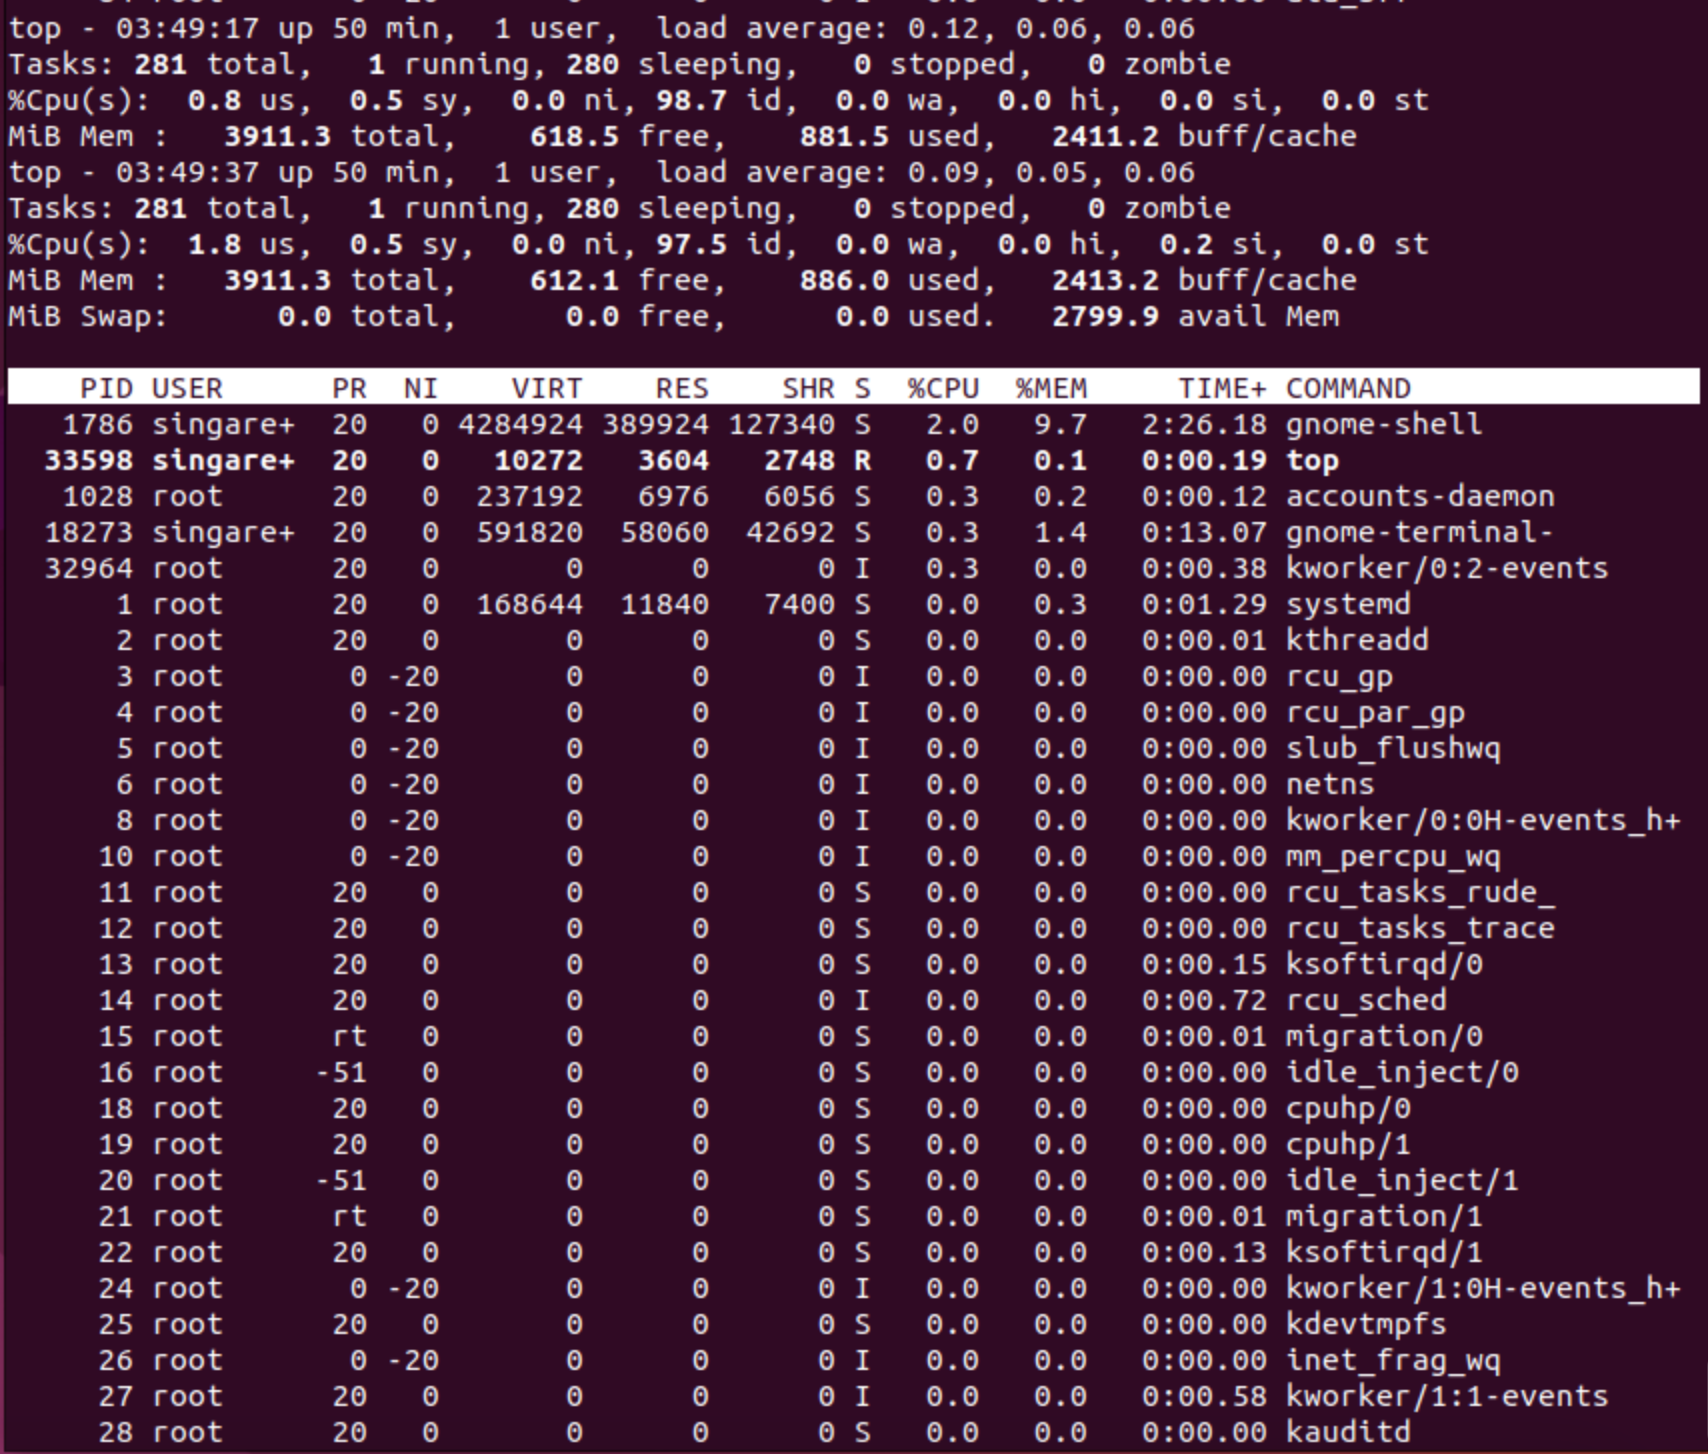 top - 03:49:17 up 50 min,  1 user,  load average: 0.12, 0.06, 0.06
Tasks: 281 total,   1 running, 280 sleeping,   0 stopped,   0 zombie
%Cpu(s):  0.8 us,  0.5 sy,  0.0 ni, 98.7 id,  0.0 wa,  0.0 hi,  0.0 si,  0.0 st
MiB Mem :   3911.3 total,    618.5 free,    881.5 used,   2411.2 buff/cache
top - 03:49:37 up 50 min,  1 user,  load average: 0.09, 0.05, 0.06
Tasks: 281 total,   1 running, 280 sleeping,   0 stopped,   0 zombie
%Cpu(s):  1.8 us,  0.5 sy,  0.0 ni, 97.5 id,  0.0 wa,  0.0 hi,  0.2 si,  0.0 st
MiB Mem :   3911.3 total,    612.1 free,    886.0 used,   2413.2 buff/cache
MiB Swap:      0.0 total,      0.0 free,      0.0 used.   2799.9 avail Mem
PID USER      PR  NI    VIRT    RES    SHR S  %CPU  %MEM     TIME+ COMMAND
1786 singare+  20   0 4284924 389924 127340 S   2.0   9.7   2:26.18 gnome-shell
33598 singare+  20   0   10272   3604   2748 R   0.7   0.1   0:00.19 top
1028 root      20   0  237192   6976   6056 S   0.3   0.2   0:00.12 accounts-daemon
18273 singare+  20   0  591820  58060  42692 S   0.3   1.4   0:13.07 gnome-terminal-
32964 root      20   0       0      0      0 I   0.3   0.0   0:00.38 kworker/0:2-events
1 root      20   0  168644  11840   7400 S   0.0   0.3   0:01.29 systemd
2 root      20   0       0      0      0 S   0.0   0.0   0:00.01 kthreadd
3 root       0 -20       0      0      0 I   0.0   0.0   0:00.00 rcu_gp
4 root       0 -20       0      0      0 I   0.0   0.0   0:00.00 rcu_par_gp
5 root       0 -20       0      0      0 I   0.0   0.0   0:00.00 slub_flushwq
6 root       0 -20       0      0      0 I   0.0   0.0   0:00.00 netns
8 root       0 -20       0      0      0 I   0.0   0.0   0:00.00 kworker/0:0H-events_h+
10 root       0 -20       0      0      0 I   0.0   0.0   0:00.00 mm_percpu_wq
11 root      20   0       0      0      0 S   0.0   0.0   0:00.00 rcu_tasks_rude_
12 root      20   0       0      0      0 S   0.0   0.0   0:00.00 rcu_tasks_trace
13 root      20   0       0      0      0 S   0.0   0.0   0:00.15 ksoftirqd/0
14 root      20   0       0      0      0 I   0.0   0.0   0:00.72 rcu_sched
15 root      rt   0       0      0      0 S   0.0   0.0   0:00.01 migration/0
16 root     -51   0       0      0      0 S   0.0   0.0   0:00.00 idle_inject/0
18 root      20   0       0      0      0 S   0.0   0.0   0:00.00 cpuhp/0
19 root      20   0       0      0      0 S   0.0   0.0   0:00.00 cpuhp/1
20 root     -51   0       0      0      0 S   0.0   0.0   0:00.00 idle_inject/1
21 root      rt   0       0      0      0 S   0.0   0.0   0:00.01 migration/1
22 root      20   0       0      0      0 S   0.0   0.0   0:00.13 ksoftirqd/1
24 root       0 -20       0      0      0 I   0.0   0.0   0:00.00 kworker/1:0H-events_h+
25 root      20   0       0      0      0 S   0.0   0.0   0:00.00 kdevtmpfs
26 root       0 -20       0      0      0 I   0.0   0.0   0:00.00 inet_frag_wq
27 root      20   0       0      0      0 I   0.0   0.0   0:00.58 kworker/1:1-events
28 root      20   0       0      0      0 S   0.0   0.0   0:00.00 kauditd